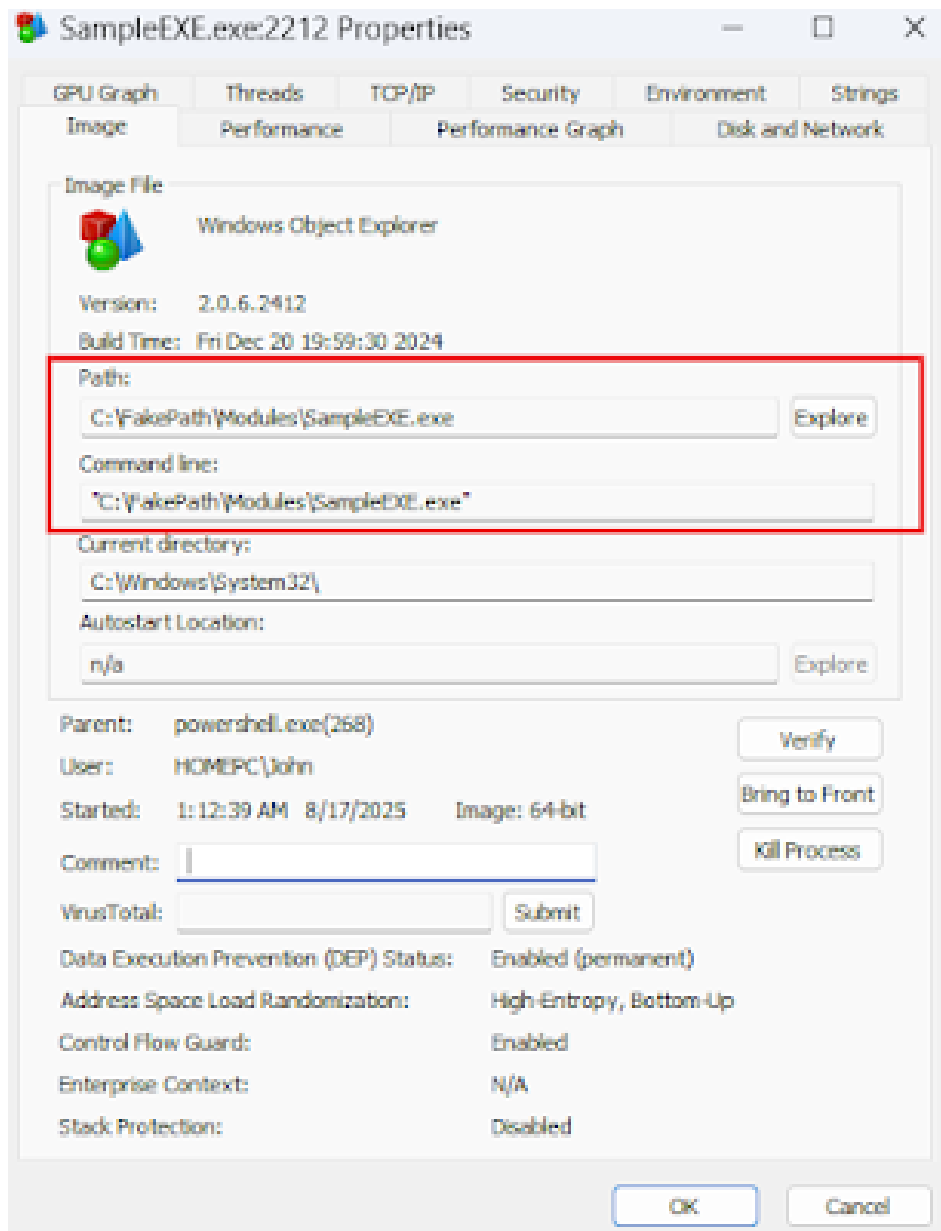 SampleEXE.exe:2212 Properties
GPU Graph Threads TCP/IP Security Environment Strings
Image Performance Performance Graph Disk and Network
Image File
Windows Object Explorer
Version: 2.0.6.2412
Build Time: Fri Dec 20 19:59:30 2024
Path:
C:\FakePath\Modules\SampleEXE.exe Explore
Command line:
"C:\FakePath\Modules\SampleEXE.exe"
Current directory:
C:\Windows\System32\
Autostart Location:
n/a Explore
Parent: powershell.exe(268)
Verify
User: HOMEPC\John
Bring to Front
Started: 1:12:39 AM 8/17/2025 Image: 64-bit
Kill Process
Comment:
VirusTotal: Submit
Data Execution Prevention (DEP) Status: Enabled (permanent)
Address Space Load Randomization: High-Entropy, Bottom-Up
Control Flow Guard: Enabled
Enterprise Context: N/A
Stack Protection: Disabled
OK Cancel